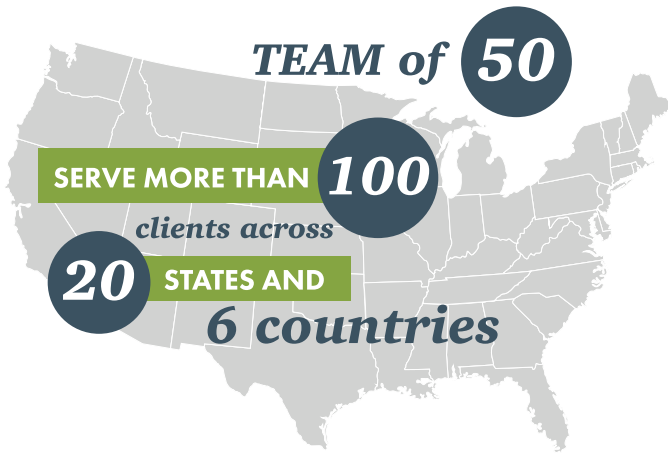 TEAM of 50
SERVE MORE THAN 100
clients across
20 STATES AND
6 countries